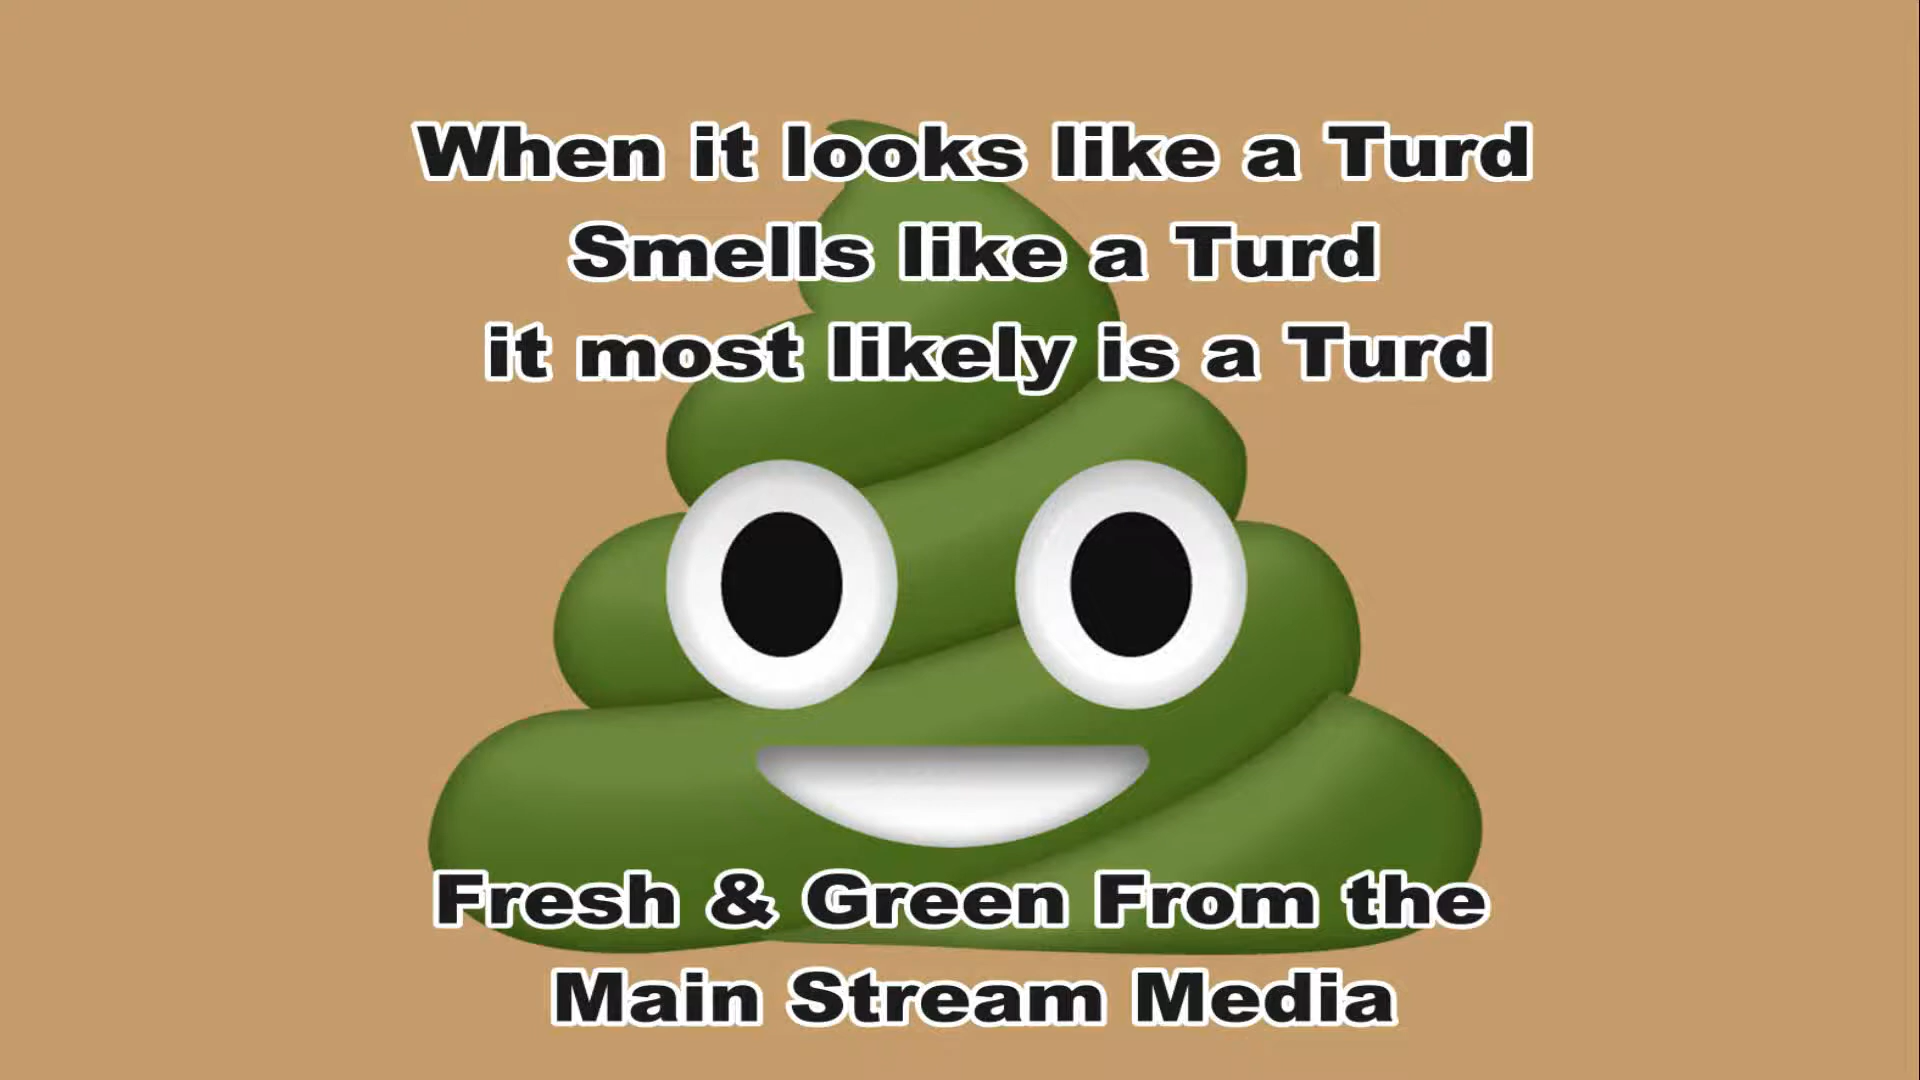 When it looks like a Turd
Smells like a Turd
it most likely is a Turd
Fresh & Green From the
Main Stream Media